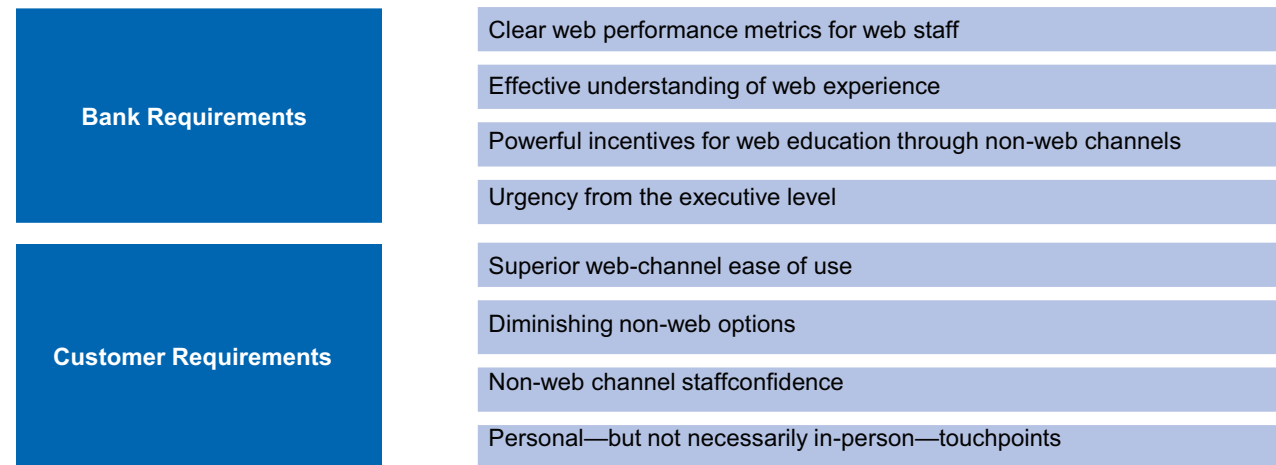 Bank Requirements
Clear web performance metrics for web staff
Effective understanding of web experience
Powerful incentives for web education through non-web channels
Urgency from the executive level
Customer Requirements
Superior web-channel ease of use
Diminishing non-web options
Non-web channel staffconfidence
Personal—but not necessarily in-person—touchpoints